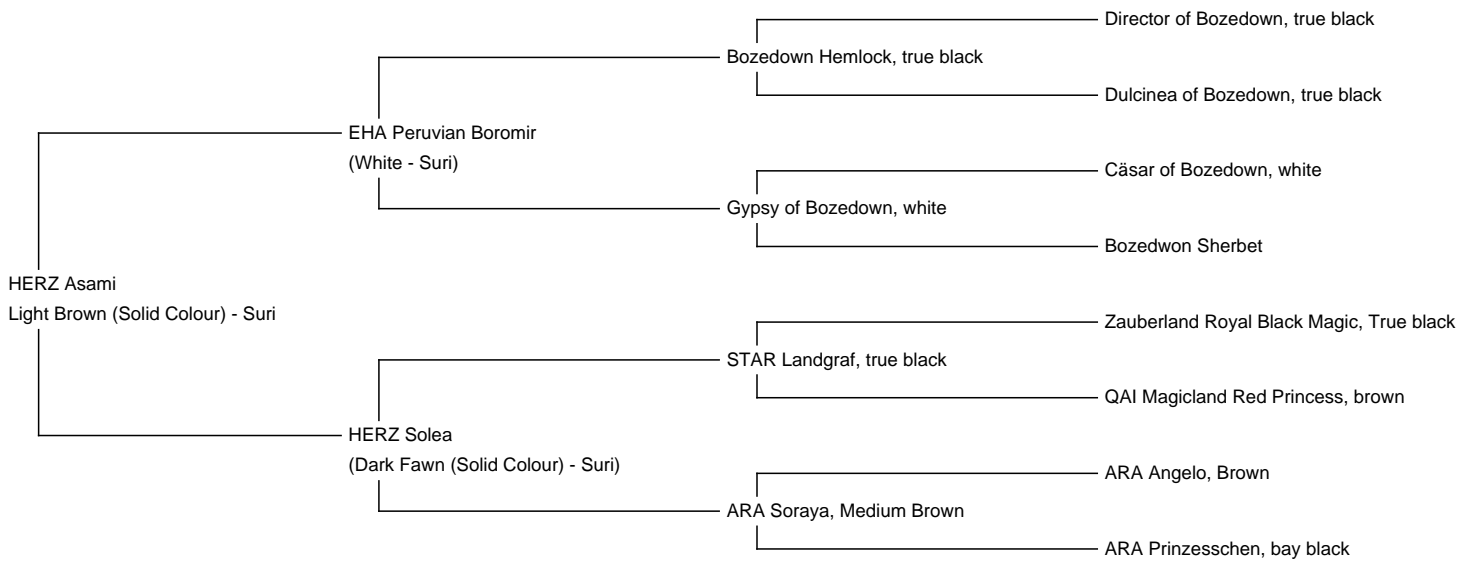 Director of Bozedown, true black
Bozedown Hemlock, true black
Dulcinea of Bozedown, true black
EHA Peruvian Boromir
(White - Suri)
Cäsar of Bozedown, white
Gypsy of Bozedown, white
Bozedwon Sherbet
HERZ Asami
Light Brown (Solid Colour) - Suri
Zauberland Royal Black Magic, True black
STAR Landgraf, true black
QAI Magicland Red Princess, brown
HERZ Solea
(Dark Fawn (Solid Colour) - Suri)
ARA Angelo, Brown
ARA Soraya, Medium Brown
ARA Prinzesschen, bay black